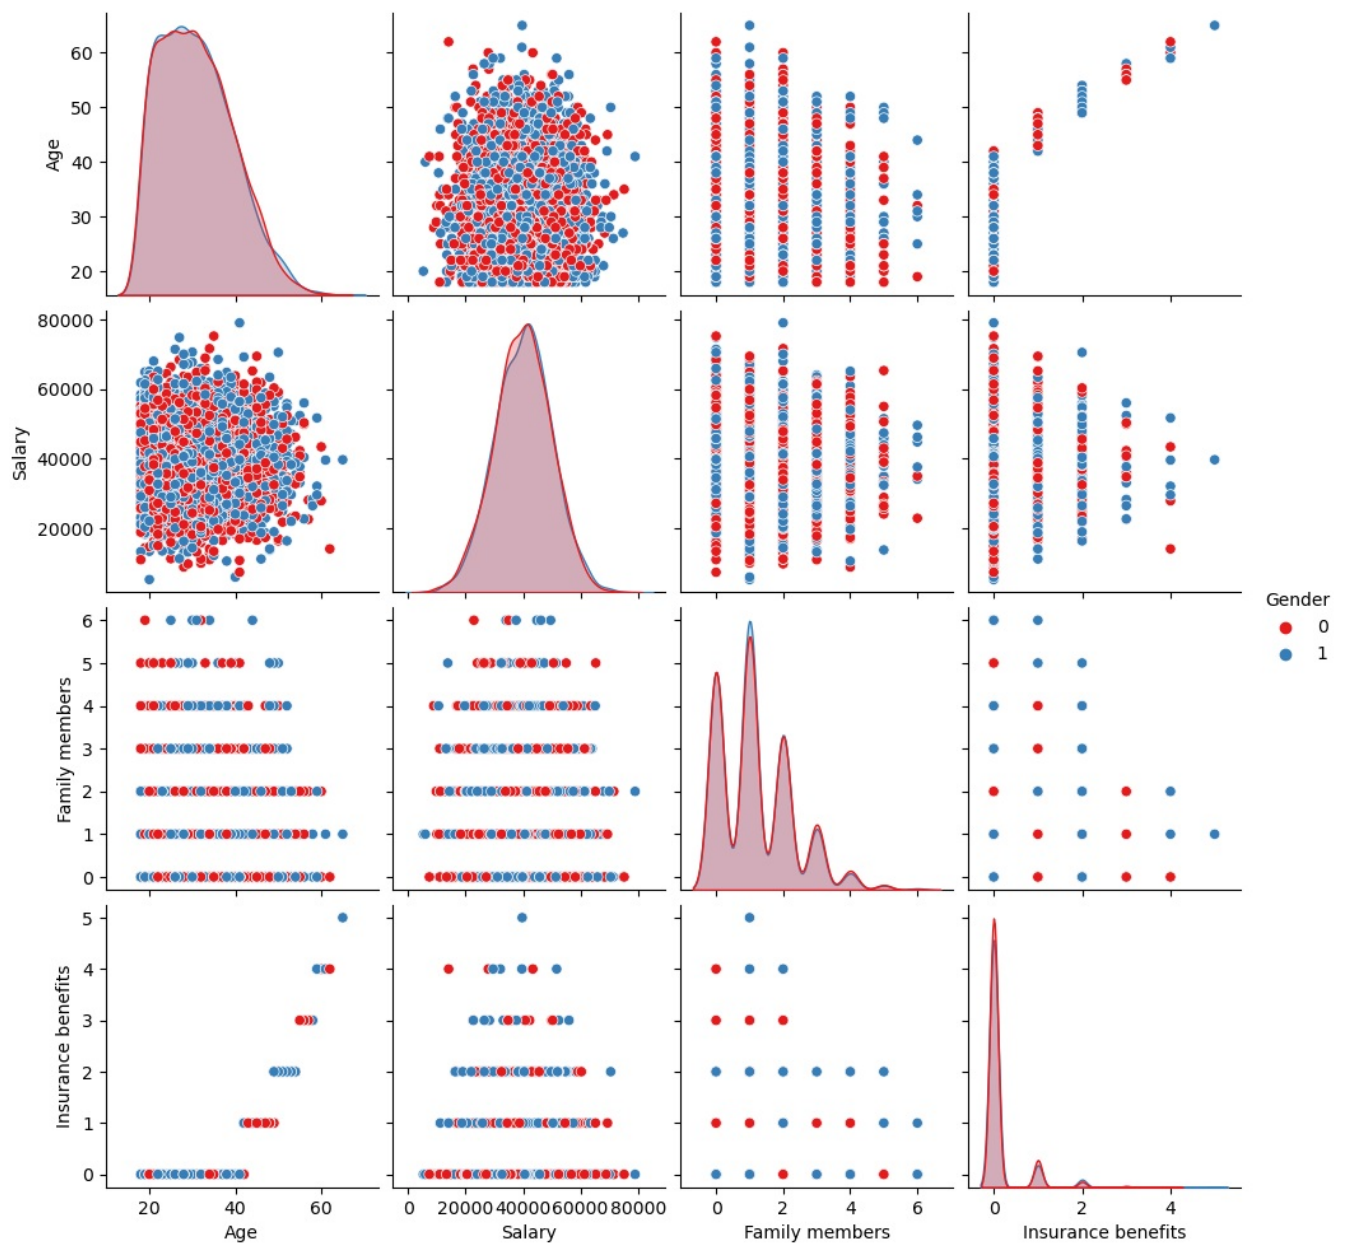 60
50
40
30
20
Age
80000
60000
40000
20000
Salary
Gender
0
1
6
5
4
3
2
1
0
Family members
5
4
3
2
1
0
Insurance benefits
20 40 60
0 20000 40000 60000 80000
0 2 4 6
0 2 4
Age
Salary
Family members
Insurance benefits